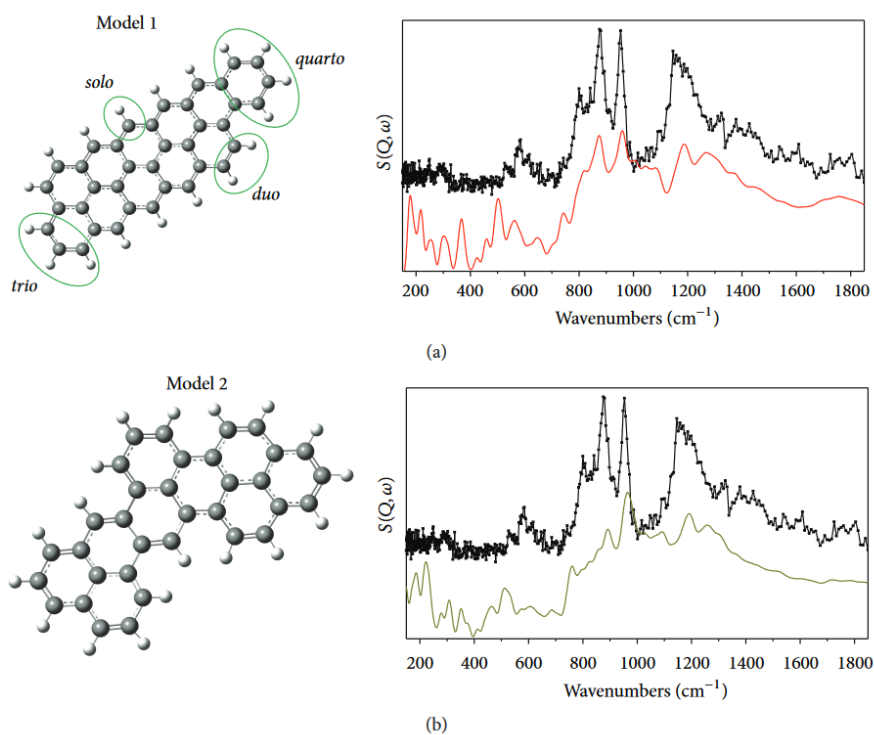 Model 1
quarto
solo
duo
trio
S(Q, ω)
200 400 600 800 1000 1200 1400 1600 1800
Wavenumbers (cm⁻¹)
(a)
Model 2
S(Q, ω)
200 400 600 800 1000 1200 1400 1600 1800
Wavenumbers (cm⁻¹)
(b)